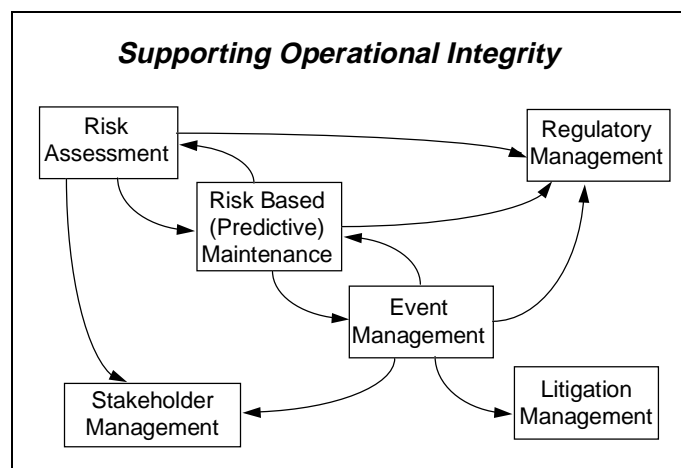 Supporting Operational Integrity
Risk
Assessment
Regulatory
Management
Risk Based
(Predictive)
Maintenance
Event
Management
Stakeholder
Management
Litigation
Management